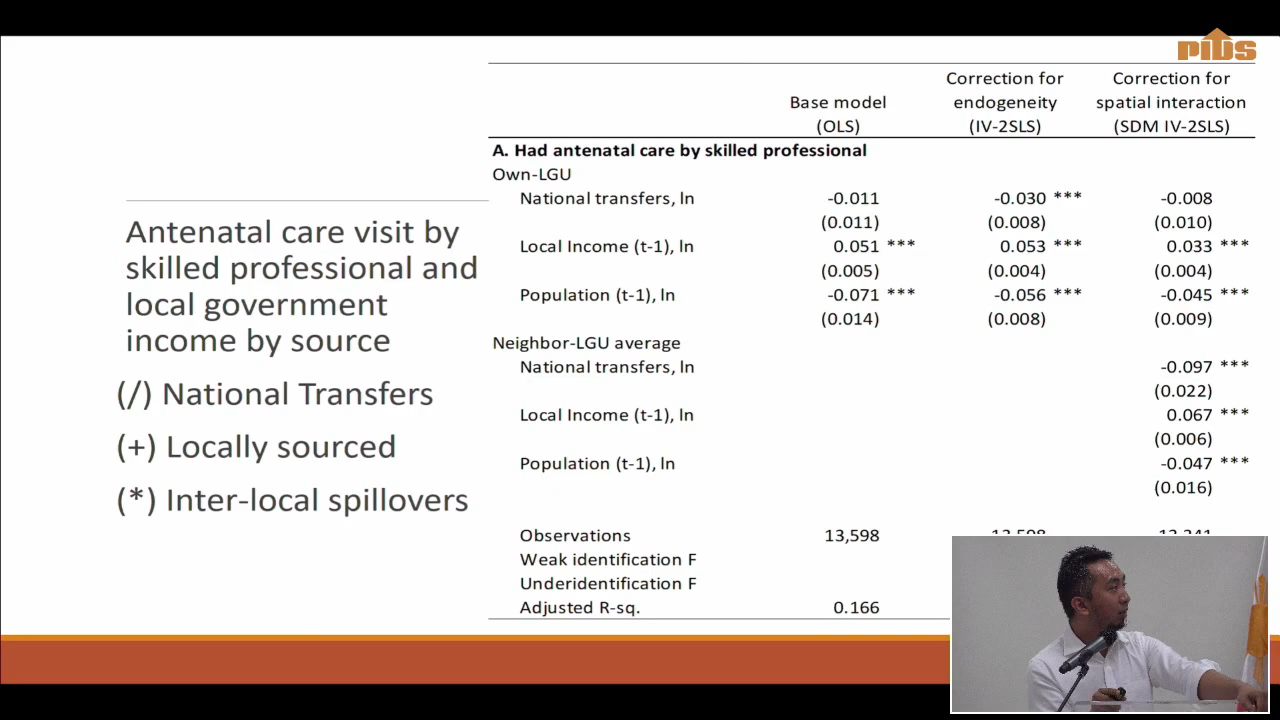 PIDS
Correction for Correction for
Base model endogeneity spatial interaction
(OLS) (IV-2SLS) (SDM IV-2SLS)
A. Had antenatal care by skilled professional
Own-LGU
National transfers, ln -0.011 -0.030 *** -0.008
(0.011) (0.008) (0.010)
Local Income (t-1), ln 0.051 *** 0.053 *** 0.033 ***
(0.005) (0.004) (0.004)
Population (t-1), ln -0.071 *** -0.056 *** -0.045 ***
(0.014) (0.008) (0.009)
Neighbor-LGU average
National transfers, ln -0.097 ***
(0.022)
Local Income (t-1), ln 0.067 ***
(0.006)
Population (t-1), ln -0.047 ***
(0.016)
Observations 13,598
Weak identification F
Underidentification F
Adjusted R-sq. 0.166
Antenatal care visit by
skilled professional and
local government
income by source
(/) National Transfers
(+) Locally sourced
(*) Inter-local spillovers